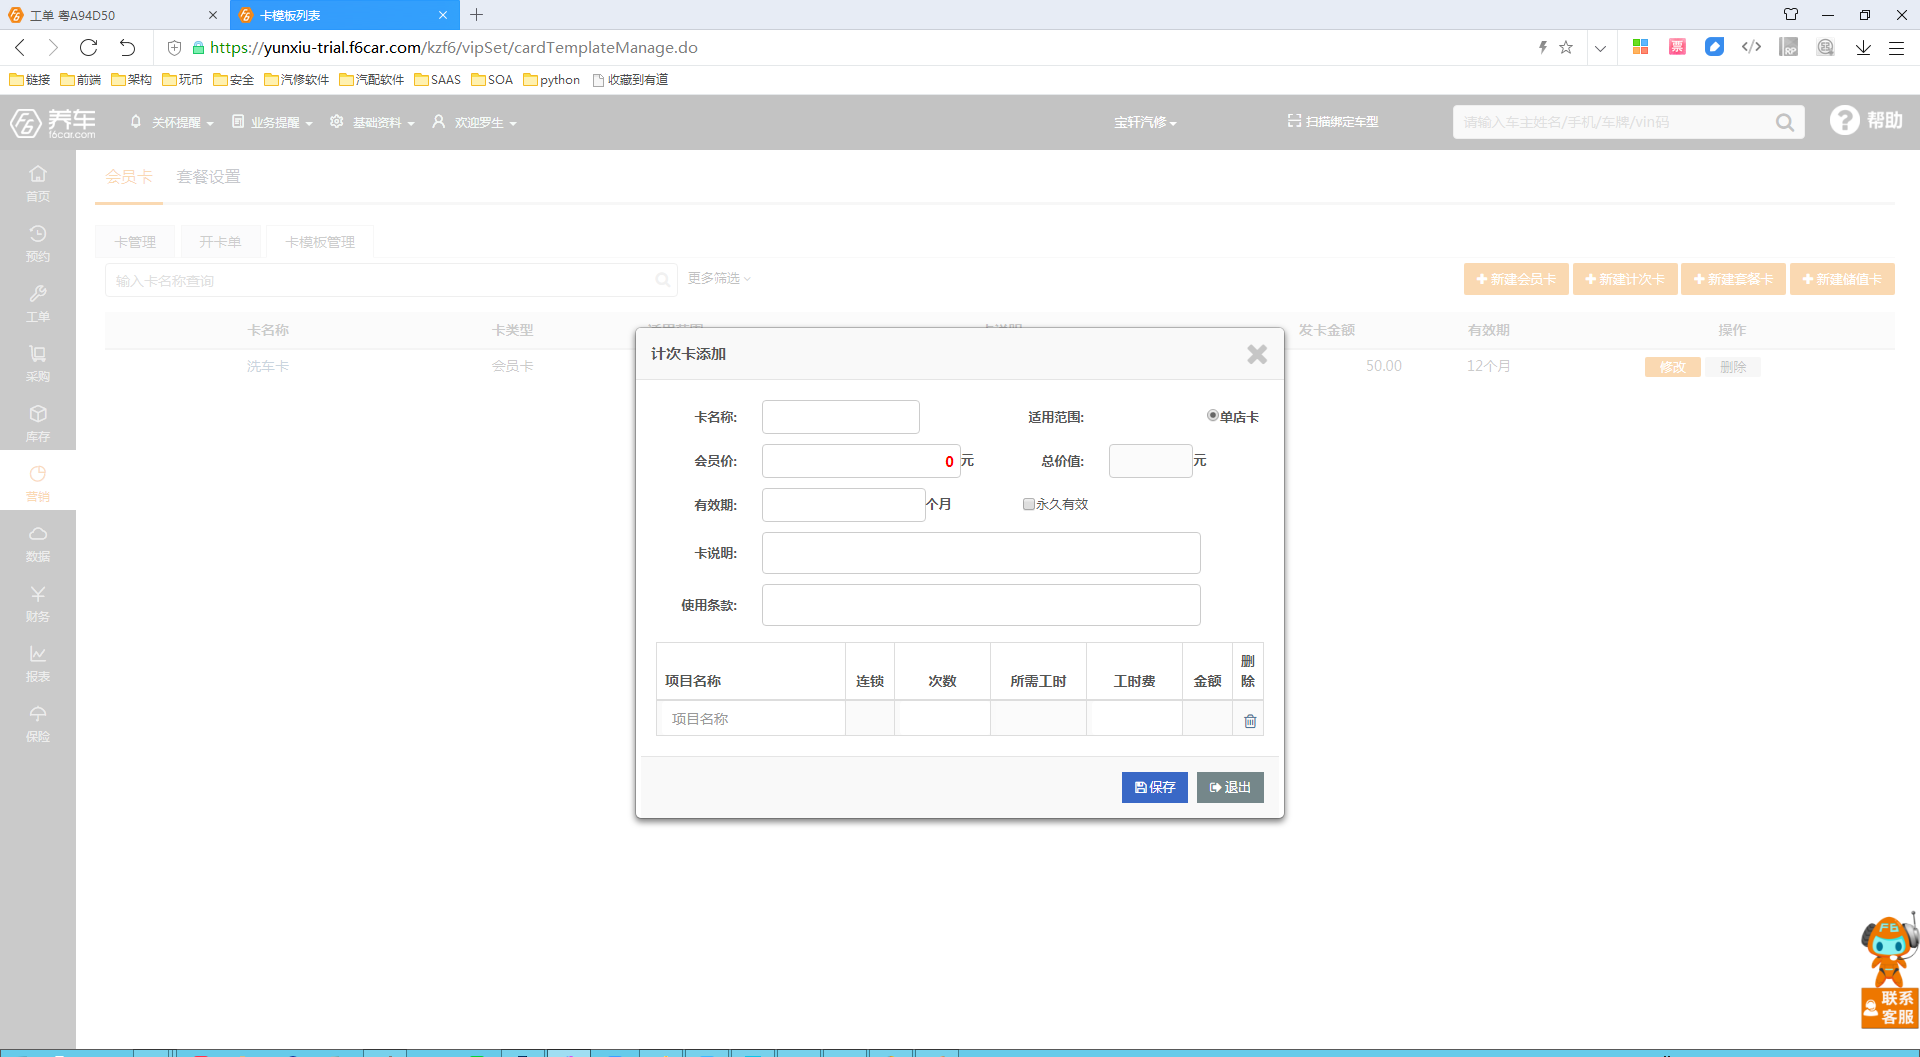 工单 粤A94D50
卡模板列表
https://yunxiu-trial.f6car.com/kzf6/vipSet/cardTemplateManage.do
票
RP
链接 前端 架构 玩币 安全 汽修软件 汽配软件 SAAS SOA python 收藏到有道
F6 养车
f6car.com
关怀提醒 业务提醒 基础资料 欢迎罗生
宝轩汽修
扫描绑定车型
请输入车主姓名/手机/车牌/vin码
帮助
首页
预约
工单
采购
库存
营销
数据
财务
报表
保险
会员卡 套餐设置
卡管理 开卡单 卡模板管理
输入卡名称查询 更多筛选
新建会员卡 新建计次卡 新建套餐卡 新建储值卡
卡名称 卡类型 适用范围 卡说明 发卡金额 有效期 操作
洗车卡 会员卡 50.00 12个月 修改 删除
计次卡添加
卡名称: 适用范围: 单店卡
会员价: 0 元 总价值: 元
有效期: 个月 永久有效
卡说明:
使用条款:
项目名称 连锁 次数 所需工时 工时费 金额 删除
项目名称
保存 退出
F6
联系
客服